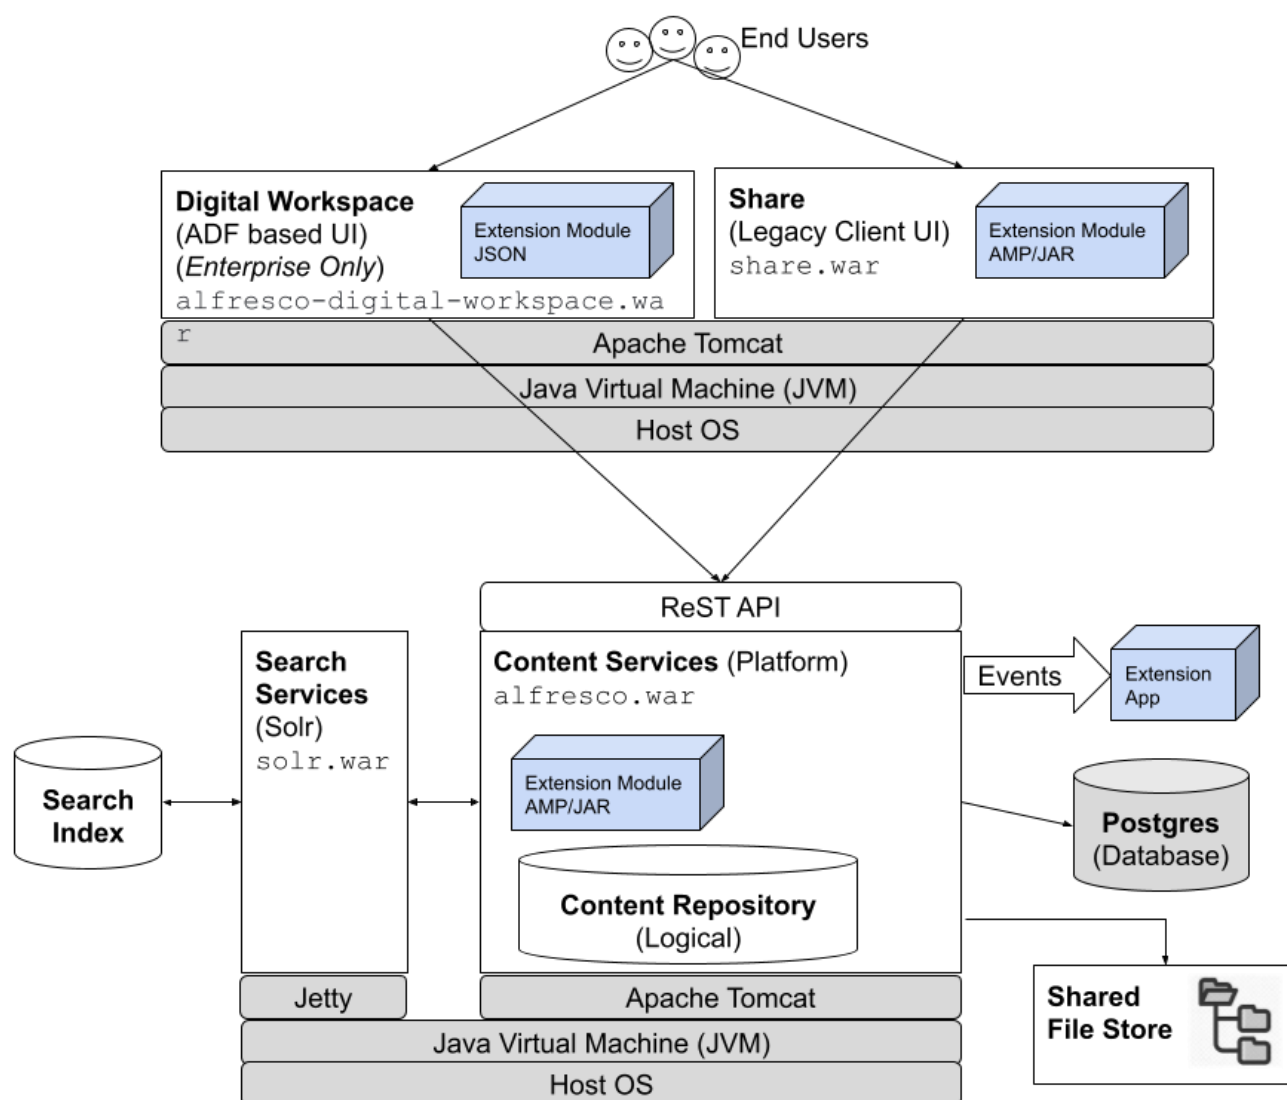 End Users
Digital Workspace
(ADF based UI)
(Enterprise Only)
alfresco-digital-workspace.wa
r
Extension Module
JSON
Share
(Legacy Client UI)
share.war
Extension Module
AMP/JAR
Apache Tomcat
Java Virtual Machine (JVM)
Host OS
ReST API
Search
Services
(Solr)
solr.war
Content Services (Platform)
alfresco.war
Events
Extension
App
Extension Module
AMP/JAR
Search
Index
Postgres
(Database)
Content Repository
(Logical)
Shared
File Store
Jetty
Apache Tomcat
Java Virtual Machine (JVM)
Host OS